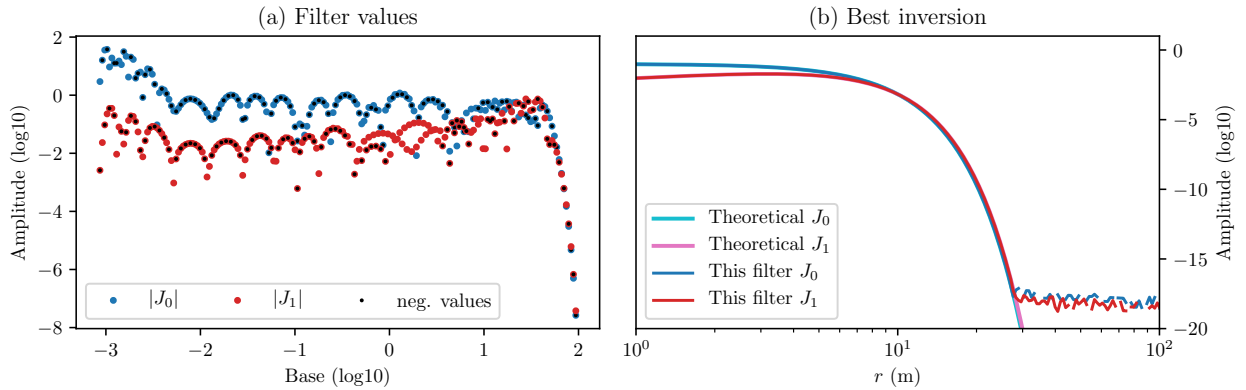 (a) Filter values
Amplitude (log10)
2
0
−2
−4
−6
−8
|J0| |J1| neg. values
−3 −2 −1 0 1 2
Base (log10)
(b) Best inversion
0
−5
−10
−15
−20
Amplitude (log10)
Theoretical J0
Theoretical J1
This filter J0
This filter J1
10^0 10^1 10^2
r (m)